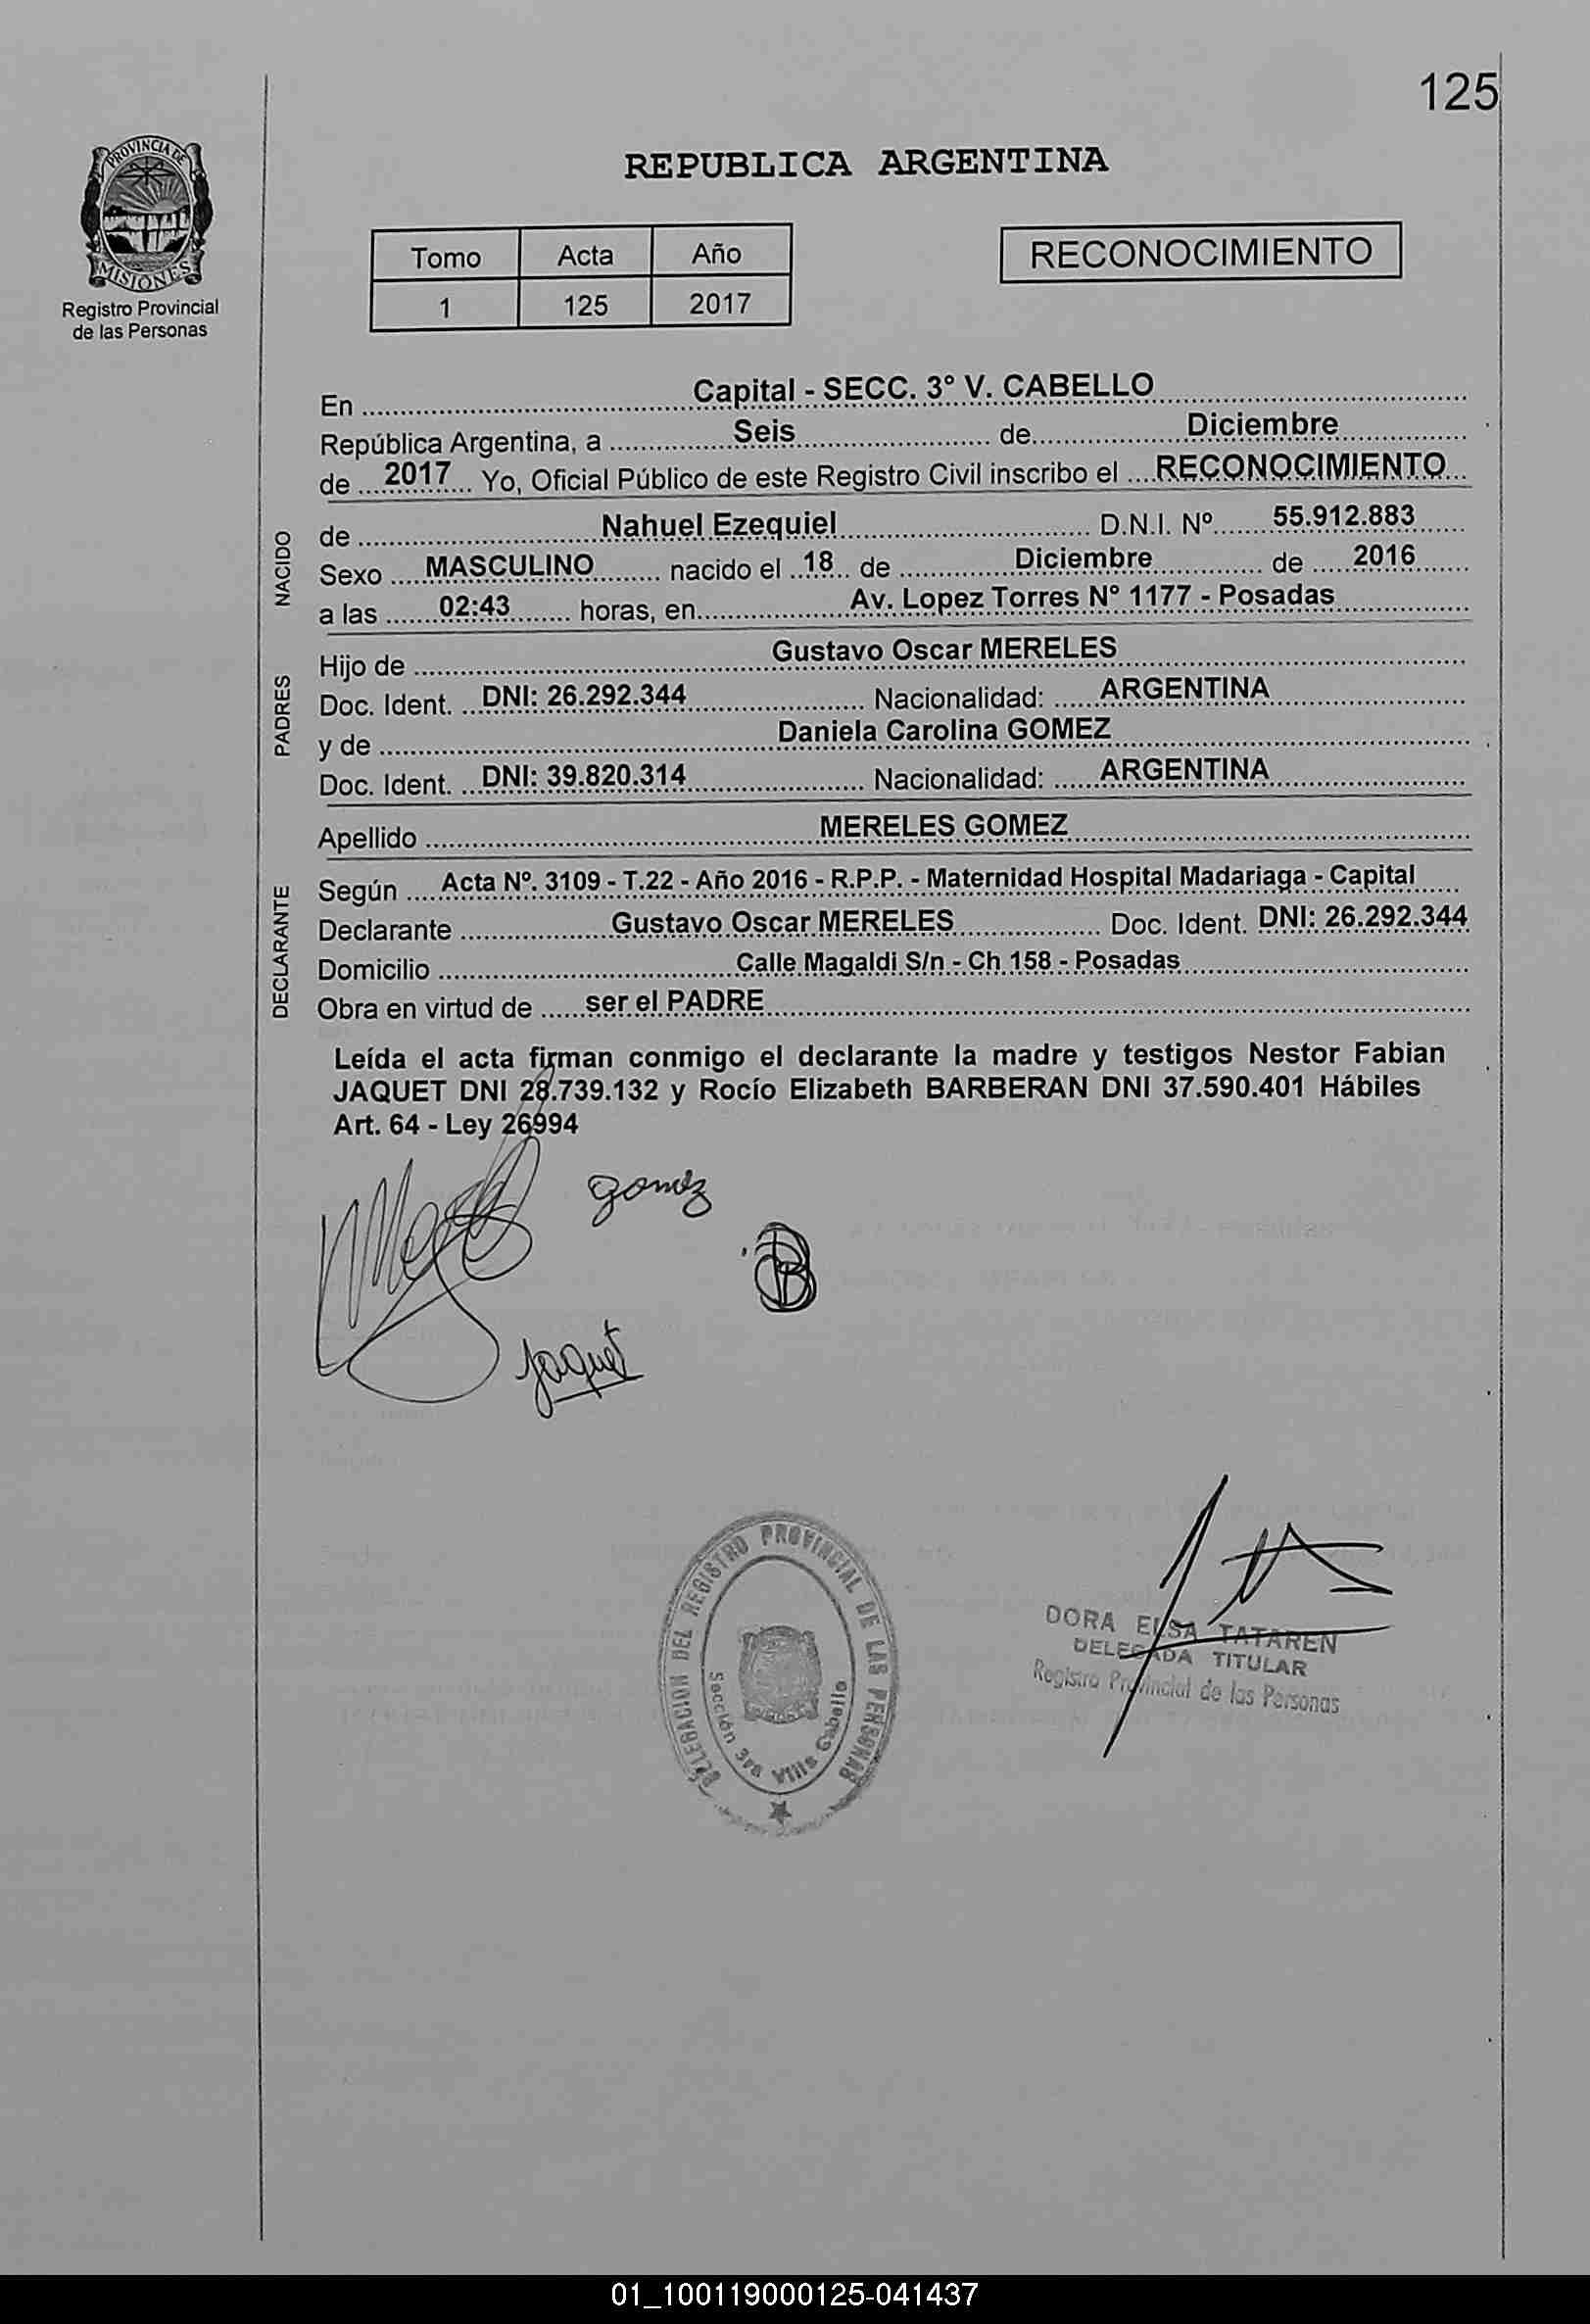 125
PROVINCIA DE
MISIONES
Registro Provincial
de las Personas
REPUBLICA ARGENTINA
Tomo Acta Año
1 125 2017
RECONOCIMIENTO
En Capital - SECC. 3° V. CABELLO
República Argentina, a Seis de Diciembre
de 2017 Yo, Oficial Público de este Registro Civil inscribo el RECONOCIMIENTO
NACIDO
de Nahuel Ezequiel D.N.I. Nº 55.912.883
Sexo MASCULINO nacido el 18 de Diciembre de 2016
a las 02:43 horas, en Av. Lopez Torres N° 1177 - Posadas
PADRES
Hijo de Gustavo Oscar MERELES
Doc. Ident. DNI: 26.292.344 Nacionalidad: ARGENTINA
y de Daniela Carolina GOMEZ
Doc. Ident. DNI: 39.820.314 Nacionalidad: ARGENTINA
Apellido MERELES GOMEZ
DECLARANTE
Según Acta Nº. 3109 - T.22 - Año 2016 - R.P.P. - Maternidad Hospital Madariaga - Capital
Declarante Gustavo Oscar MERELES Doc. Ident. DNI: 26.292.344
Domicilio Calle Magaldi S/n - Ch 158 - Posadas
Obra en virtud de ser el PADRE
Leída el acta firman conmigo el declarante la madre y testigos Nestor Fabian
JAQUET DNI 28.739.132 y Rocío Elizabeth BARBERAN DNI 37.590.401 Hábiles
Art. 64 - Ley 26994
gomez
Jaquet
DELEGACION DEL REGISTRO PROVINCIAL DE LAS PERSONAS
Sección 3ra Villa Cabello
DORA ELSA TATAREN
DELEGADA TITULAR
Registro Provincial de las Personas
01_100119000125-041437